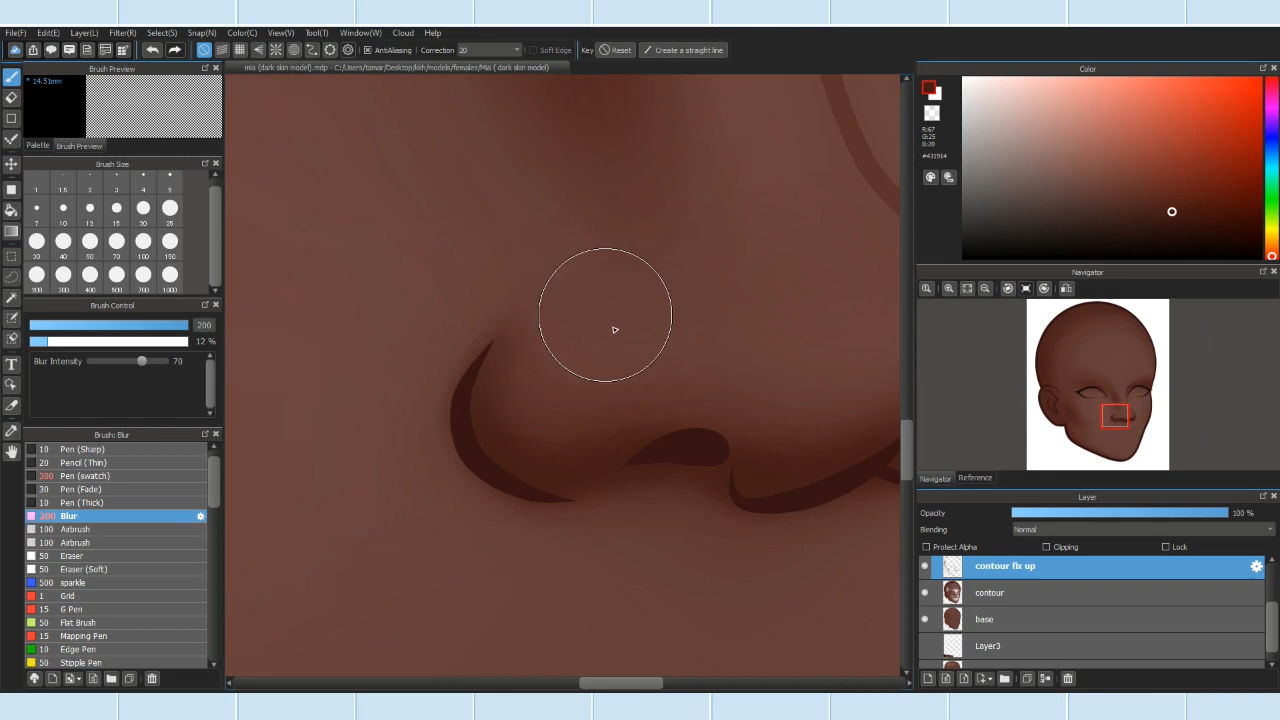 File(F) Edit(E) Layer(L) Filter(R) Select(S) Snap(N) Color(C) View(V) Tool(T) Window(W) Cloud Help
AntiAliasing Correction 20 Soft Edge Key Reset Create a straight line
Brush Preview
* 14.51mm
Palette Brush Preview
Brush Size
1 1.5 2 3 4 5
7 10 12 15 20 25
30 40 50 70 100 150
200 300 400 500 700 1000
Brush Control
200
12 %
Blur Intensity 70
Brush: Blur
10 Pen (Sharp)
20 Pencil (Thin)
300 Pen (swatch)
30 Pen (Fade)
10 Pen (Thick)
200 Blur
100 Airbrush
100 Airbrush
50 Eraser
50 Eraser (Soft)
500 sparkle
1 Grid
15 G Pen
50 Flat Brush
15 Mapping Pen
10 Edge Pen
50 Stipple Pen
mia (dark skin model).mdp - C:/Users/tamar/Desktop/kkh/models/females/Mia ( dark skin model)
Color
R:67
G:25
B:20
#431914
Navigator
Navigator Reference
Layer
Opacity 100 %
Blending Normal
Protect Alpha Clipping Lock
contour fix up
contour
base
Layer3